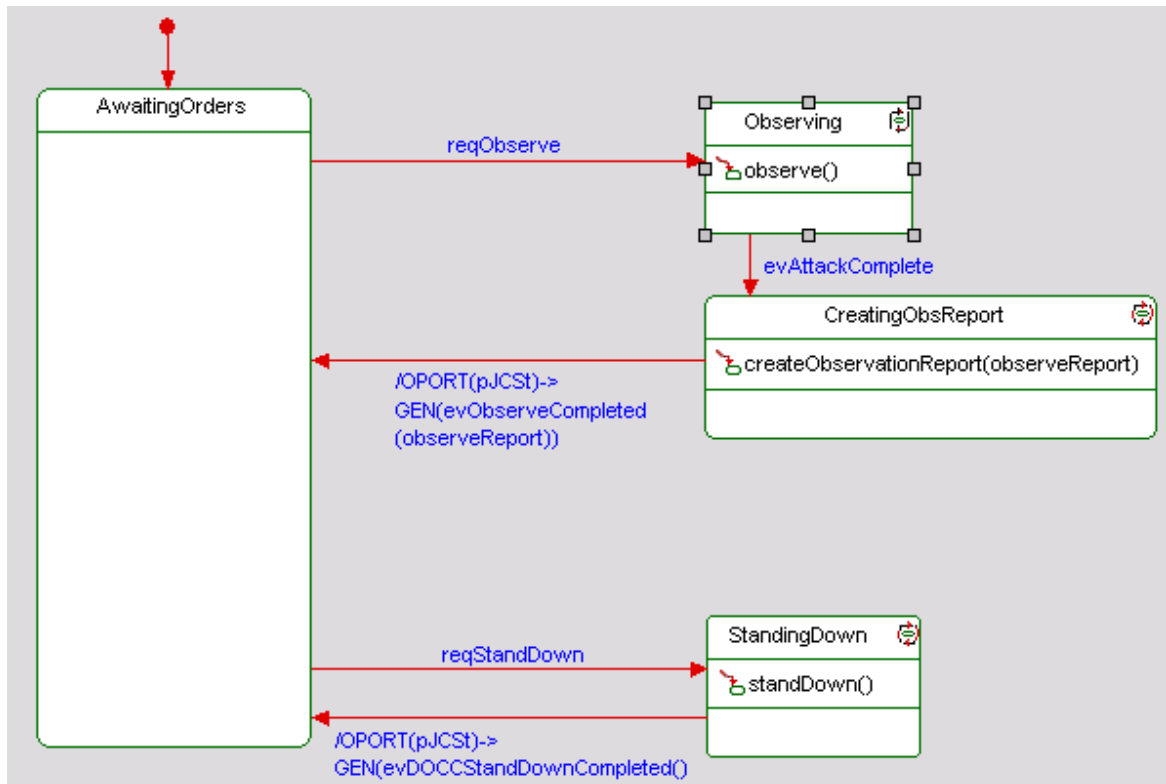 AwaitingOrders
reqObserve
Observing
observe()
evAttackComplete
CreatingObsReport
createObservationReport(observeReport)
/OPORT(pJCSt)->
GEN(evObserveCompleted
(observeReport))
reqStandDown
StandingDown
standDown()
/OPORT(pJCSt)->
GEN(evDOCCStandDownCompleted()